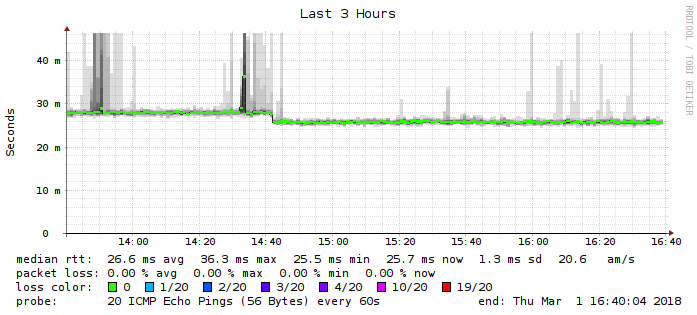 Last 3 Hours
RRDTOOL / TOBI OETIKER
Seconds
40 m
30 m
20 m
10 m
0
14:00 14:20 14:40 15:00 15:20 15:40 16:00 16:20 16:40
median rtt: 26.6 ms avg 36.3 ms max 25.5 ms min 25.7 ms now 1.3 ms sd 20.6 am/s
packet loss: 0.00 % avg 0.00 % max 0.00 % min 0.00 % now
loss color: 0 1/20 2/20 3/20 4/20 10/20 19/20
probe: 20 ICMP Echo Pings (56 Bytes) every 60s end: Thu Mar 1 16:40:04 2018